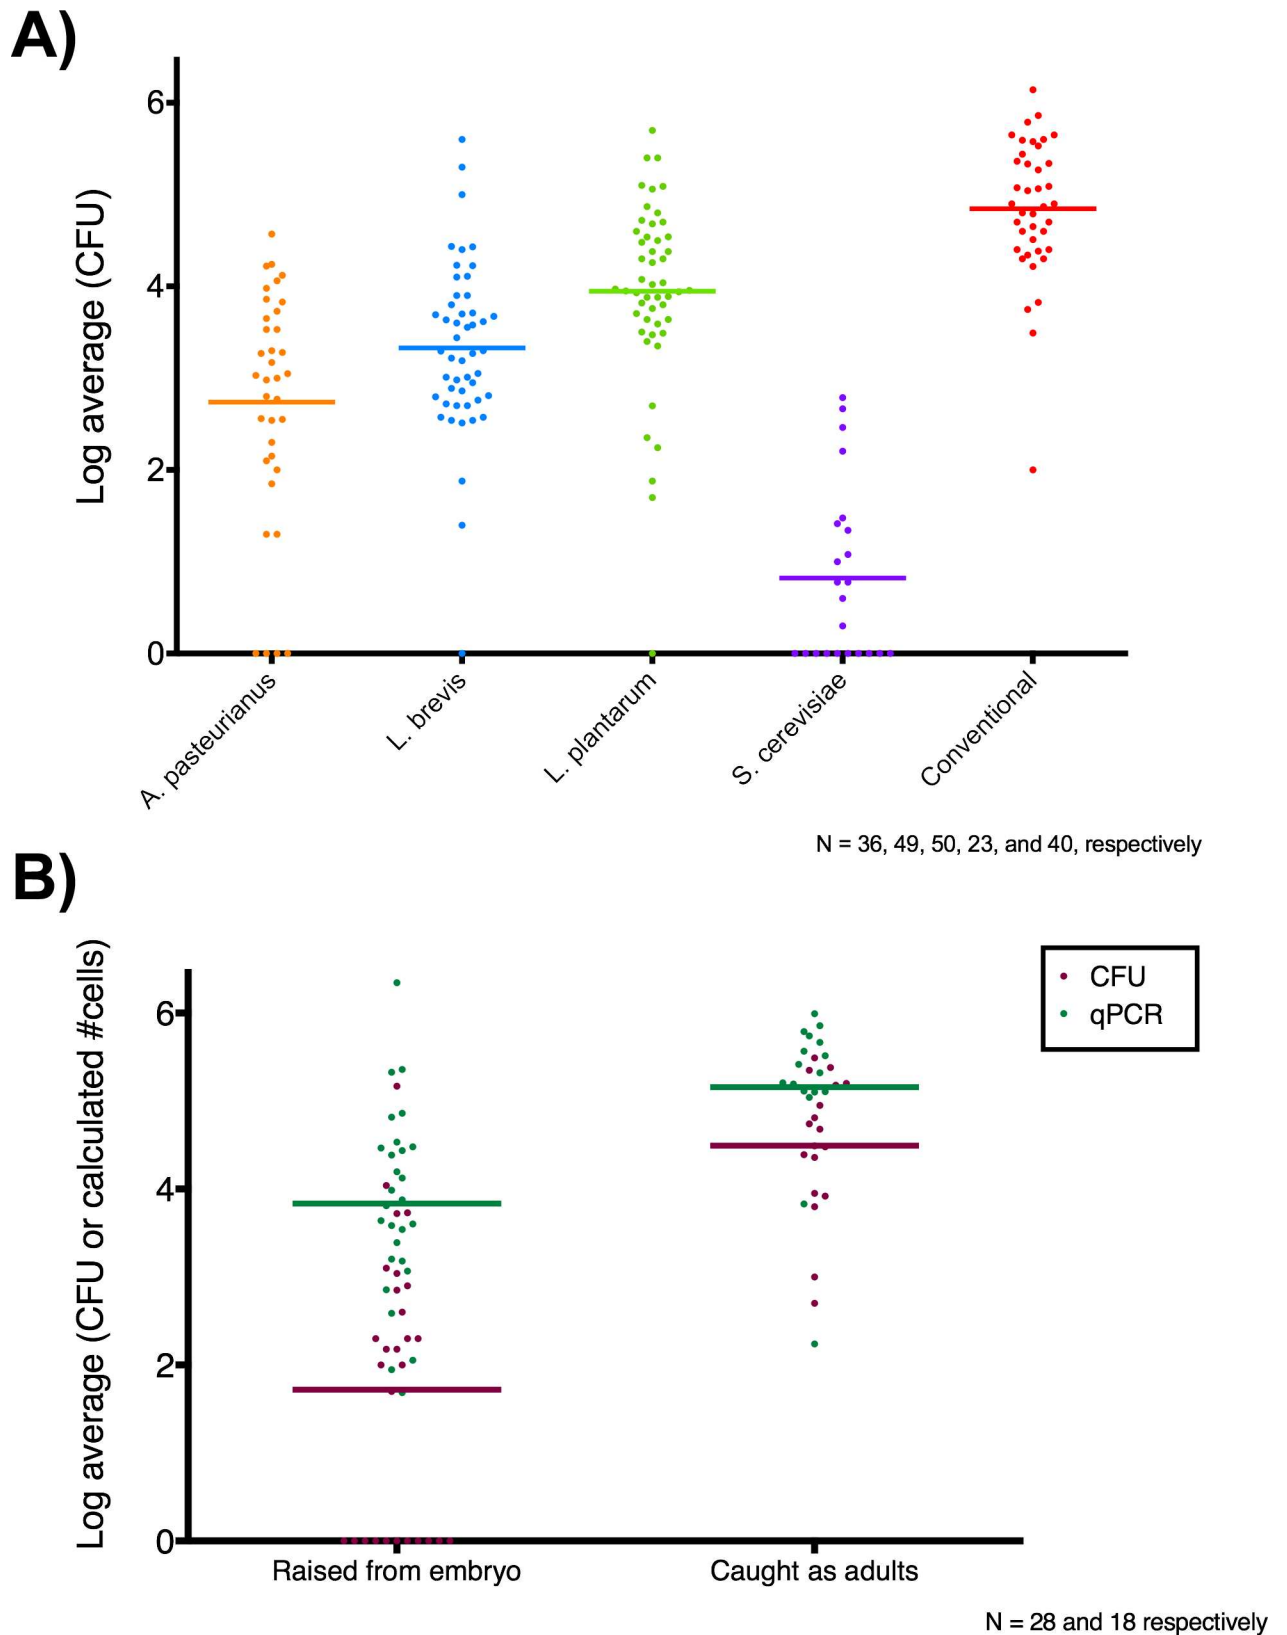 A)
Log average (CFU)
6
4
2
0
A. pasteurianus
L. brevis
L. plantarum
S. cerevisiae
Conventional
N = 36, 49, 50, 23, and 40, respectively
B)
Log average (CFU or calculated #cells)
6
4
2
0
CFU
qPCR
Raised from embryo
Caught as adults
N = 28 and 18 respectively